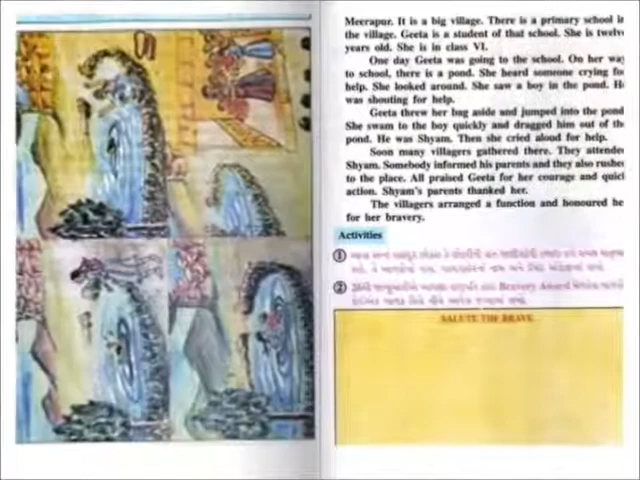 Meerapur. It is a big village. There is a primary school in
the village. Geeta is a student of that school. She is twelve
years old. She is in class VI.
One day Geeta was going to the school. On her way
to school, there is a pond. She heard someone crying for
help. She looked around. She saw a boy in the pond. He
was shouting for help.
Geeta threw her bag aside and jumped into the pond
She swam to the boy quickly and dragged him out of the
pond. He was Shyam. Then she cried aloud for help.
Soon many villagers gathered there. They attended
Shyam. Somebody informed his parents and they also rushed
to the place. All praised Geeta for her courage and quick
action. Shyam's parents thanked her.
The villagers arranged a function and honoured he
for her bravery.
Activities
1
2 Bravery Award
SALUTE THE BRAVE